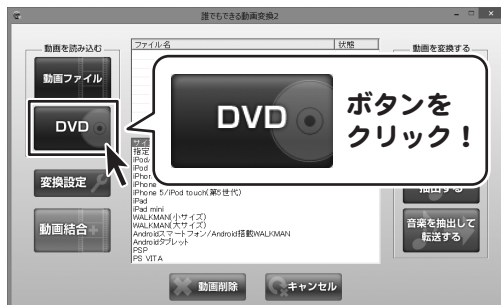 誰でもできる動画変換2
動画を読み込む
ファイル名
状態
動画を変換する
動画ファイル
DVD
DVD
ボタンを
クリック！
変換設定
動画結合
iPod
iPhone 5/iPod touch(第5世代)
iPad
iPad mini
WALKMAN(小サイズ)
WALKMAN(大サイズ)
Androidスマートフォン/Android搭載WALKMAN
Androidタブレット
PSP
PS VITA
抽出する
音楽を抽出して
転送する
動画削除
キャンセル